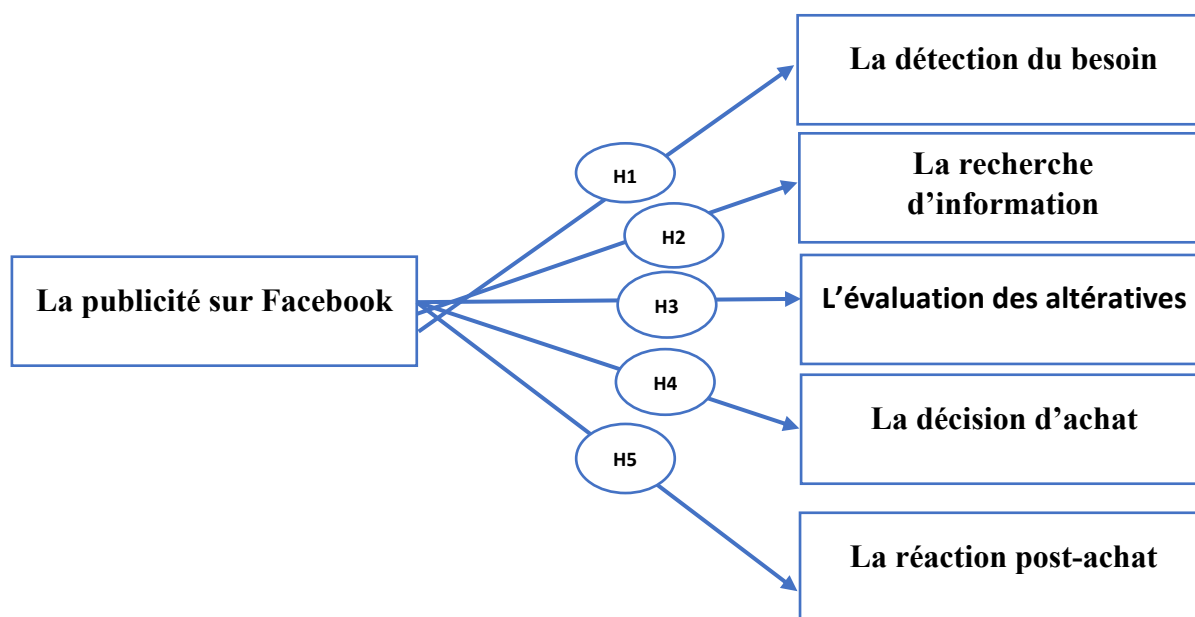 La détection du besoin
La recherche
d’information
H1
H2
La publicité sur Facebook
H3
L’évaluation des altératives
H4
La décision d’achat
H5
La réaction post-achat